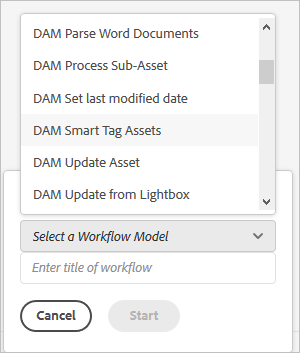 DAM Parse Word Documents
DAM Process Sub-Asset
DAM Set last modified date
DAM Smart Tag Assets
DAM Update Asset
DAM Update from Lightbox
Select a Workflow Model
Enter title of workflow
Cancel
Start